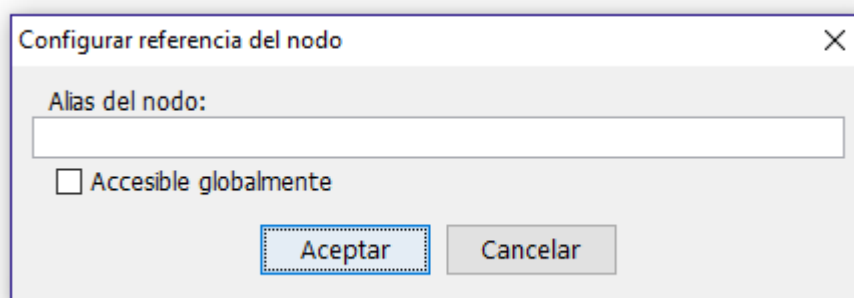 Configurar referencia del nodo
Alias del nodo:
Accesible globalmente
Aceptar Cancelar